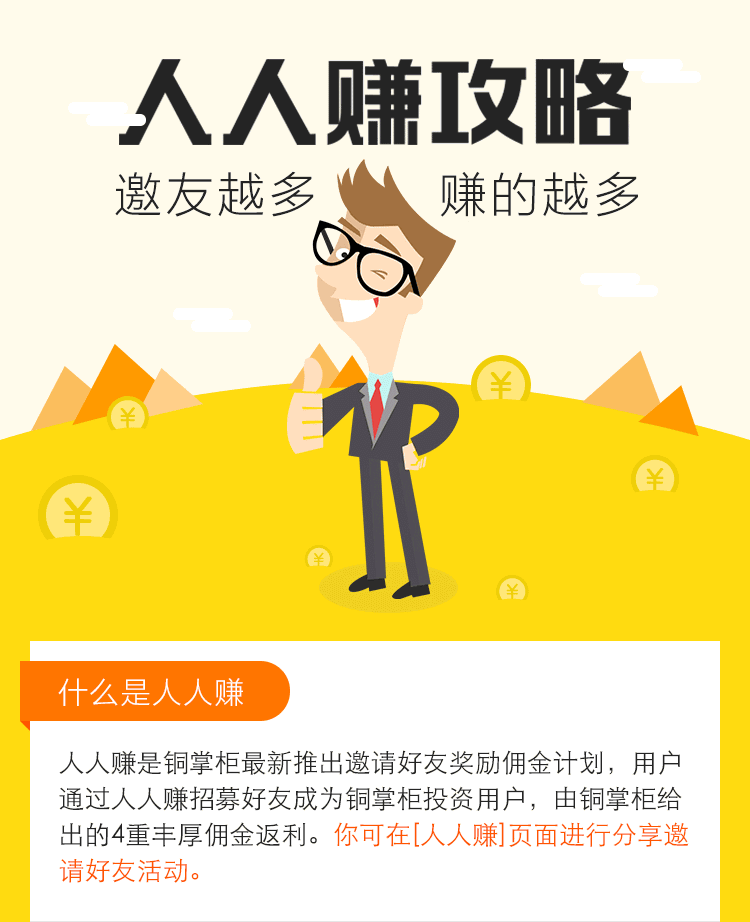 人人赚攻略
邀友越多 赚的越多
什么是人人赚
人人赚是铜掌柜最新推出邀请好友奖励佣金计划，用户
通过人人赚招募好友成为铜掌柜投资用户，由铜掌柜给
出的4重丰厚佣金返利。你可在[人人赚]页面进行分享邀
请好友活动。
¥
¥
¥
¥
¥
¥